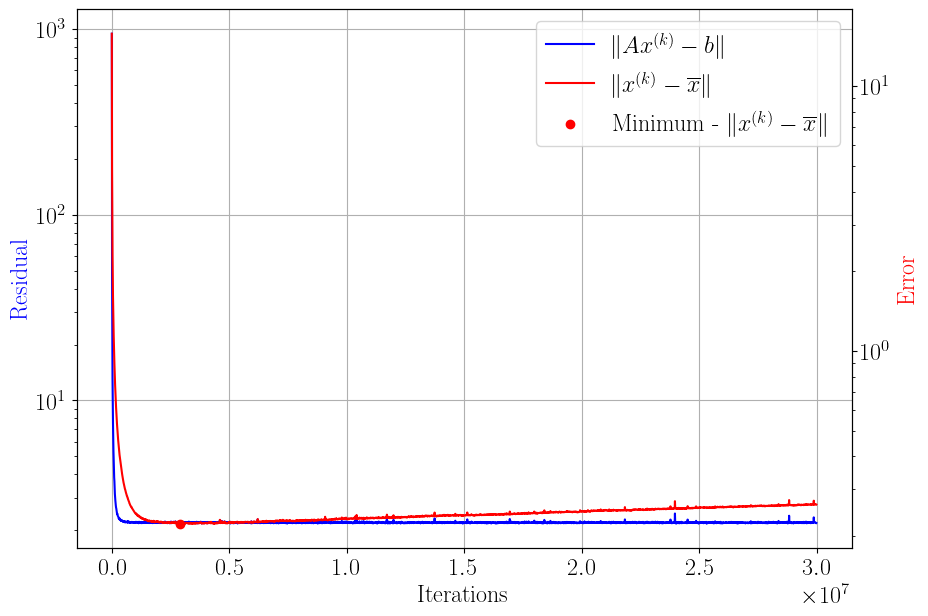 10³
10²
10¹
Residual
10¹
10⁰
Error
‖Ax⁽ᵏ⁾ − b‖
‖x⁽ᵏ⁾ − x̅‖
Minimum - ‖x⁽ᵏ⁾ − x̅‖
0.0 0.5 1.0 1.5 2.0 2.5 3.0
Iterations
×10⁷